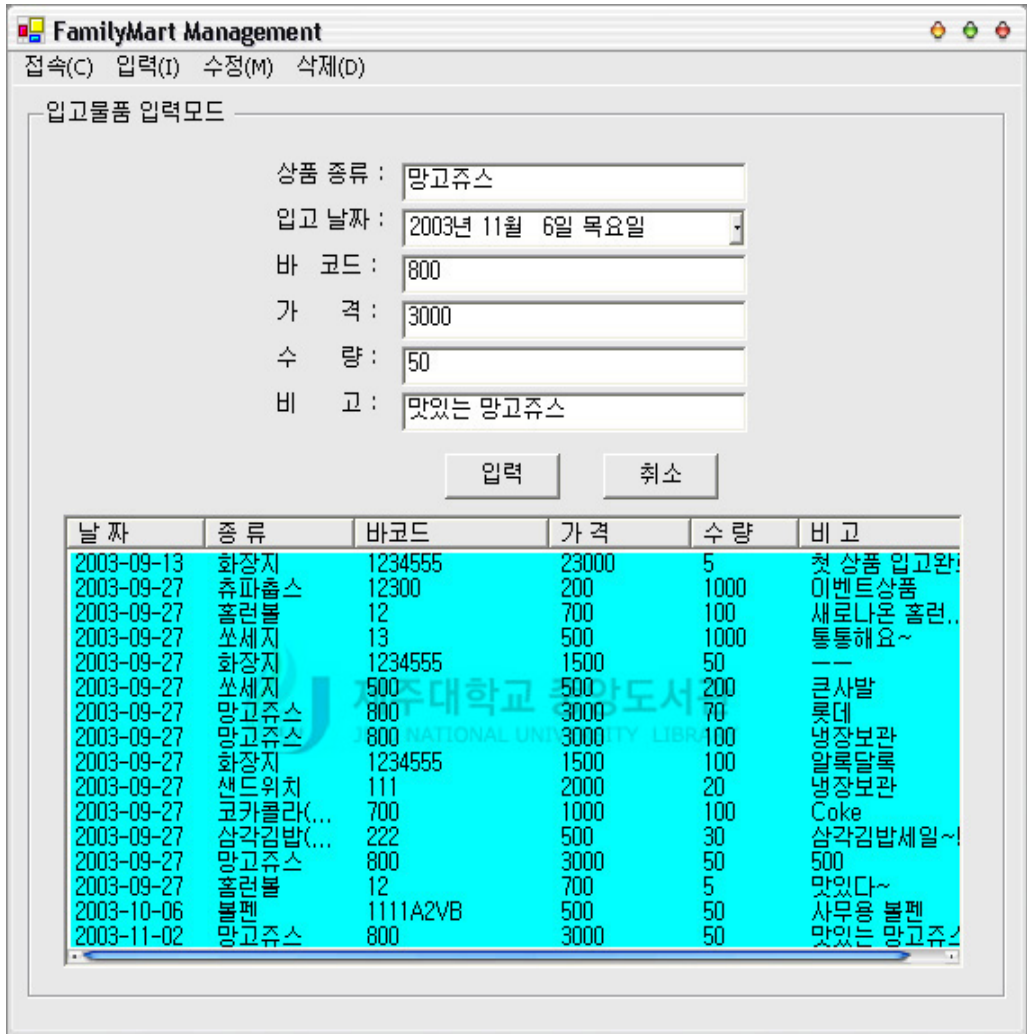 FamilyMart Management
접속(C) 입력(I) 수정(M) 삭제(D)
입고물품 입력모드
상품 종류 : 망고쥬스
입고 날짜 : 2003년 11월 6일 목요일
바 코드 : 800
가 격 : 3000
수 량 : 50
비 고 : 맛있는 망고쥬스
입력 취소
날 짜 종 류 바코드 가 격 수 량 비 고
2003-09-13 화장지 1234555 23000 5 첫 상품 입고완
2003-09-27 츄파춥스 12300 200 1000 이벤트상품
2003-09-27 홈런볼 12 700 100 새로나온 홈런...
2003-09-27 쏘세지 13 500 1000 통통해요~
2003-09-27 화장지 1234555 1500 50 ㅡㅡ
2003-09-27 쏘세지 500 500 200 큰사발
2003-09-27 망고쥬스 800 3000 70 롯데
2003-09-27 망고쥬스 800 3000 100 냉장보관
2003-09-27 화장지 1234555 1500 100 알록달록
2003-09-27 샌드위치 111 2000 20 냉장보관
2003-09-27 코카콜라(... 700 1000 100 Coke
2003-09-27 삼각김밥(... 222 500 30 삼각김밥세일~!
2003-09-27 망고쥬스 800 3000 50 500
2003-09-27 홈런볼 12 700 5 맛있다~
2003-10-06 볼펜 1111A2VB 500 50 사무용 볼펜
2003-11-02 망고쥬스 800 3000 50 맛있는 망고쥬스
제주대학교 중앙도서관
NATIONAL UNIVERSITY LIBRARY